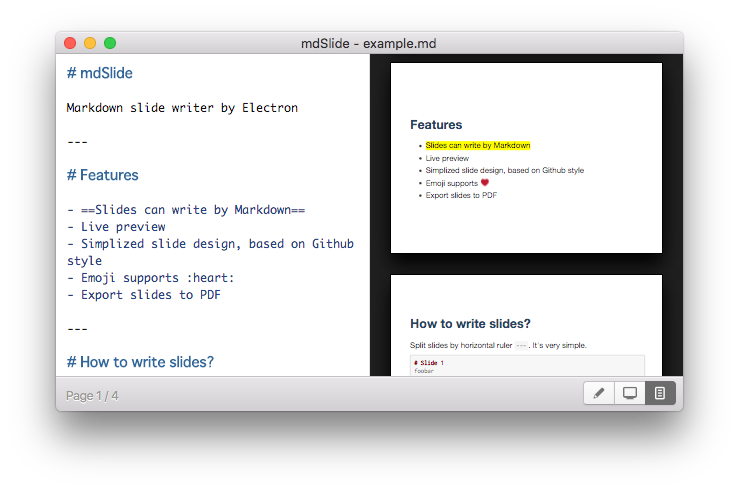 mdSlide - example.md
# mdSlide
Markdown slide writer by Electron
---
# Features
- ==Slides can write by Markdown==
- Live preview
- Simplized slide design, based on Github
style
- Emoji supports :heart:
- Export slides to PDF
---
# How to write slides?
Features
• Slides can write by Markdown
• Live preview
• Simplized slide design, based on Github style
• Emoji supports ❤️
• Export slides to PDF
How to write slides?
Split slides by horizontal ruler --- . It's very simple.
# Slide 1
foober
Page 1 / 4